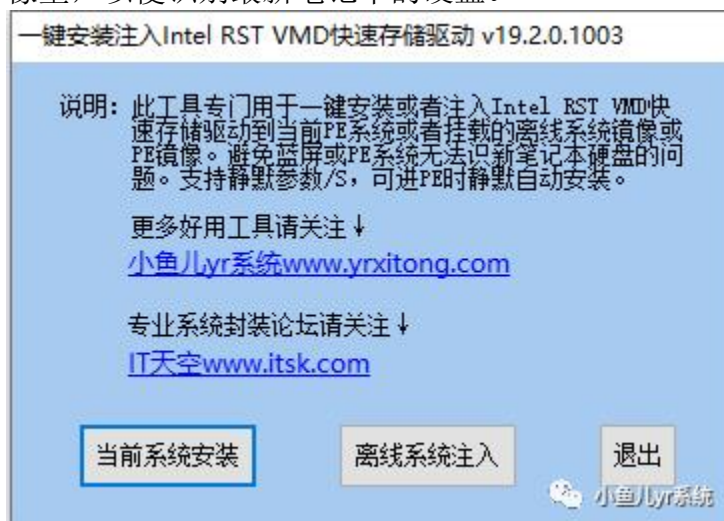 一键安装注入Intel RST VMD快速存储驱动 v19.2.0.1003
说明：此工具专门用于一键安装或者注入Intel RST VMD快
速存储驱动到当前PE系统或者挂载的离线系统镜像或
PE镜像。避免蓝屏或PE系统无法识新笔记本硬盘的问
题。支持静默参数/S，可进PE时静默自动安装。
更多好用工具请关注↓
小鱼儿yr系统www.yrxitong.com
专业系统封装论坛请关注↓
IT天空www.itsk.com
当前系统安装
离线系统注入
退出
小鱼儿yr系统